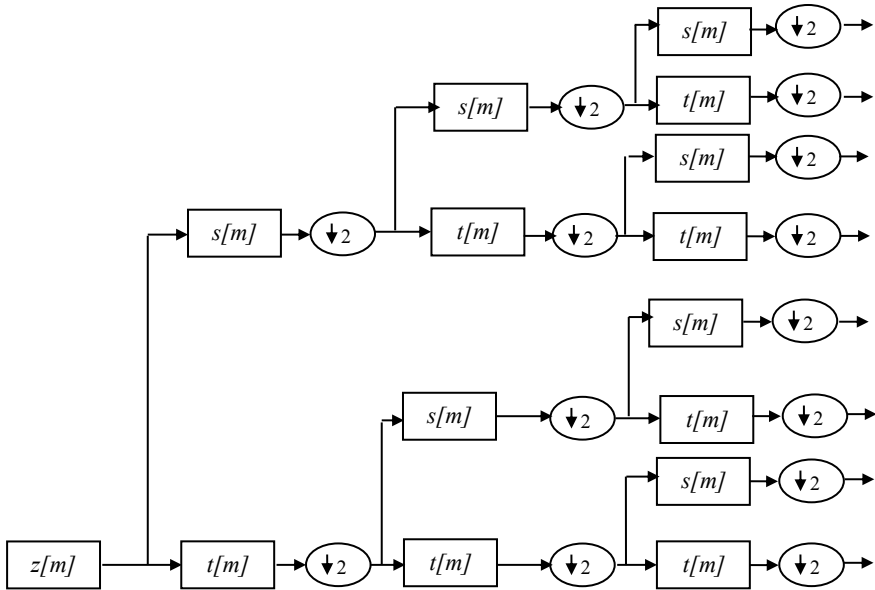 s[m] ↓2
s[m] ↓2 t[m] ↓2
s[m] ↓2
s[m] ↓2 t[m] ↓2 t[m] ↓2
s[m] ↓2
s[m] ↓2 t[m] ↓2
s[m] ↓2
z[m] t[m] ↓2 t[m] ↓2 t[m] ↓2